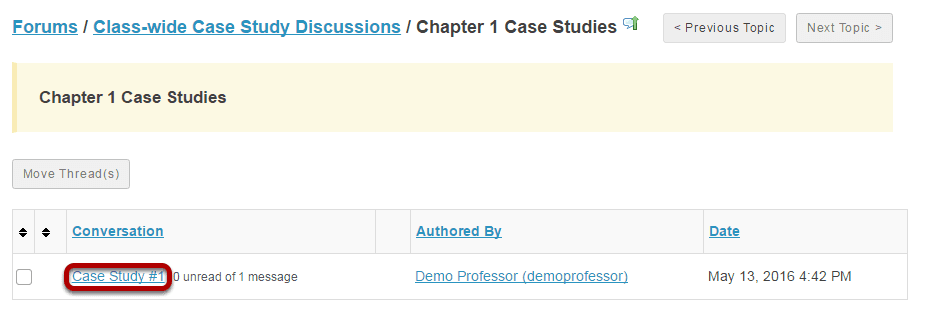 Forums / Class-wide Case Study Discussions / Chapter 1 Case Studies < Previous Topic Next Topic >
Chapter 1 Case Studies
Move Thread(s)
Conversation Authored By Date
Case Study #1 0 unread of 1 message Demo Professor (demoprofessor) May 13, 2016 4:42 PM